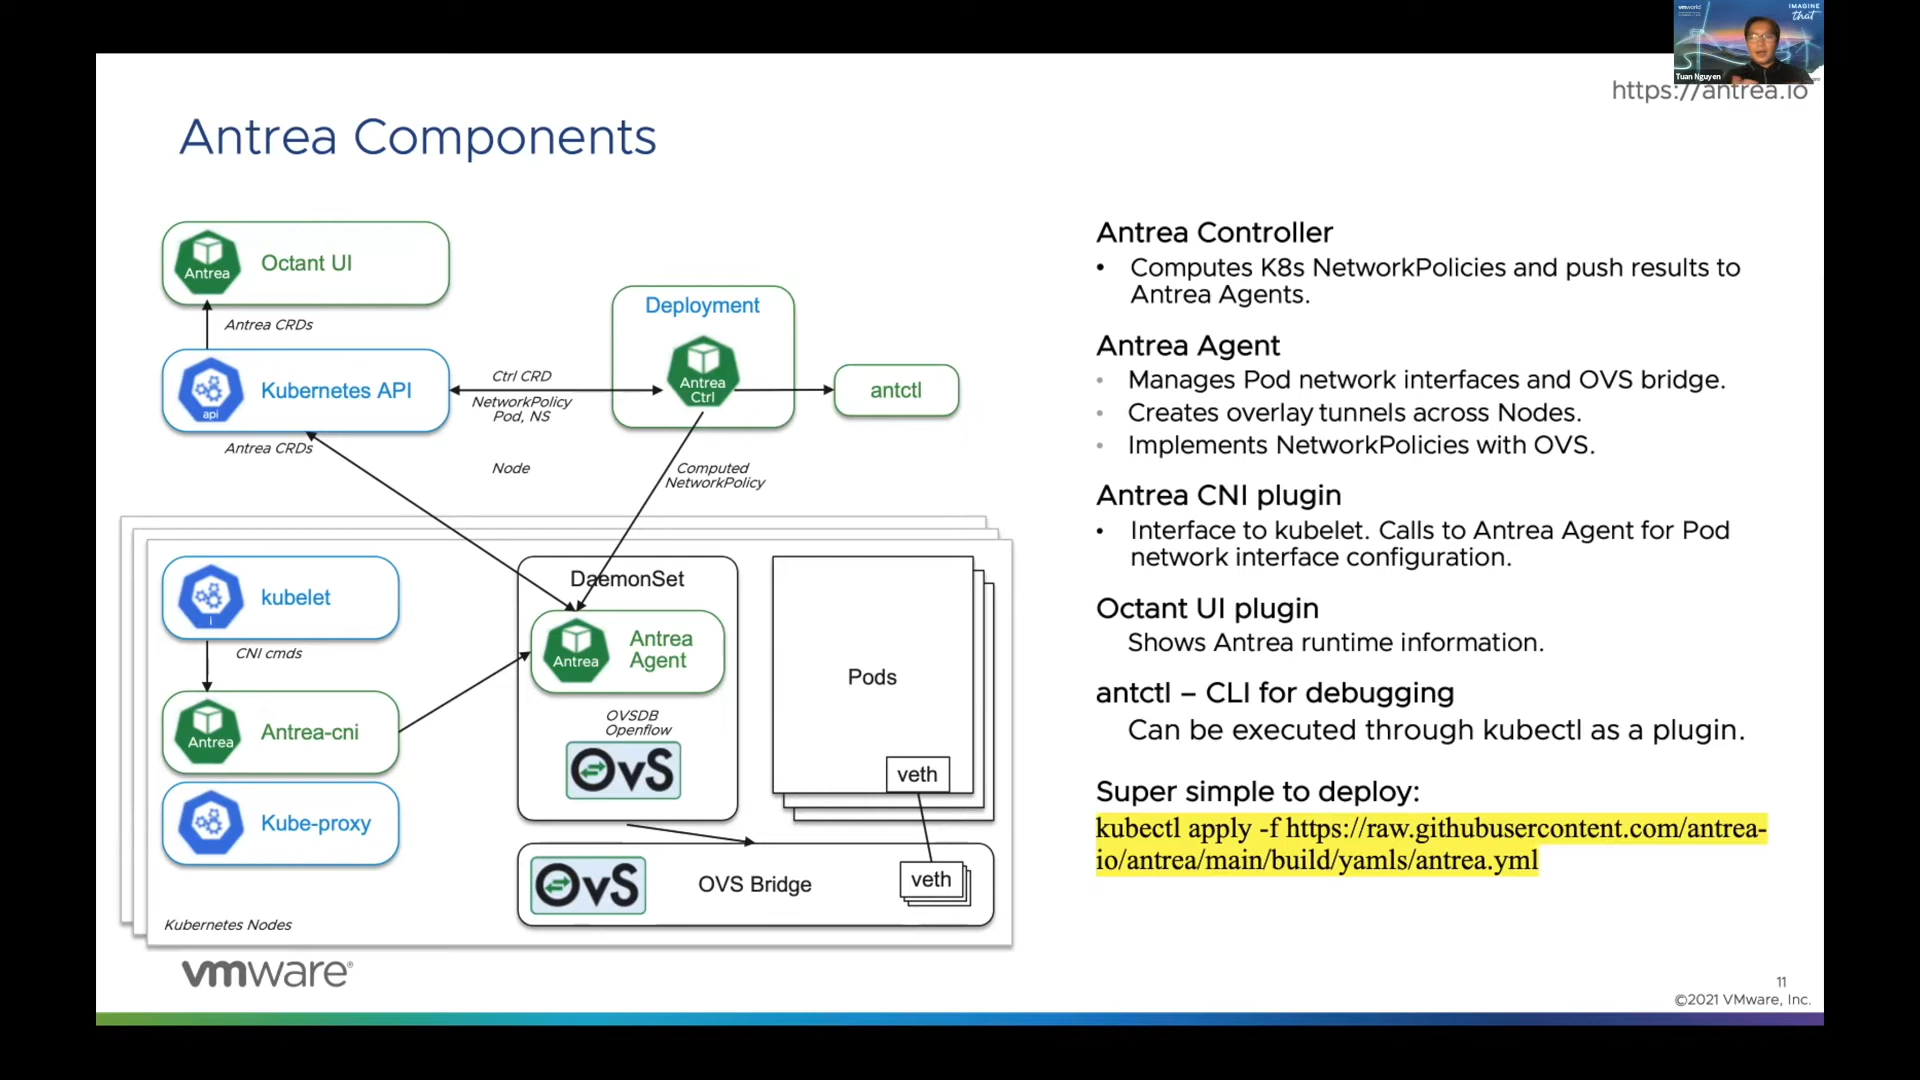 vmworld
IMAGINE
that
Tuan Nguyen
https://antrea.io
Antrea Components
Antrea
Octant UI
Antrea CRDs
api
Kubernetes API
Antrea CRDs
Ctrl CRD
NetworkPolicy
Pod, NS
Node
Deployment
Antrea
Ctrl
antctl
Computed
NetworkPolicy
kubelet
CNI cmds
Antrea
Antrea-cni
Kube-proxy
Kubernetes Nodes
DaemonSet
Antrea
Antrea
Agent
OVSDB
Openflow
OvS
Pods
veth
OvS
OVS Bridge
veth
Antrea Controller
• Computes K8s NetworkPolicies and push results to
Antrea Agents.
Antrea Agent
• Manages Pod network interfaces and OVS bridge.
• Creates overlay tunnels across Nodes.
• Implements NetworkPolicies with OVS.
Antrea CNI plugin
• Interface to kubelet. Calls to Antrea Agent for Pod
network interface configuration.
Octant UI plugin
Shows Antrea runtime information.
antctl – CLI for debugging
Can be executed through kubectl as a plugin.
Super simple to deploy:
kubectl apply -f https://raw.githubusercontent.com/antrea-
io/antrea/main/build/yamls/antrea.yml
vmware®
11
©2021 VMware, Inc.